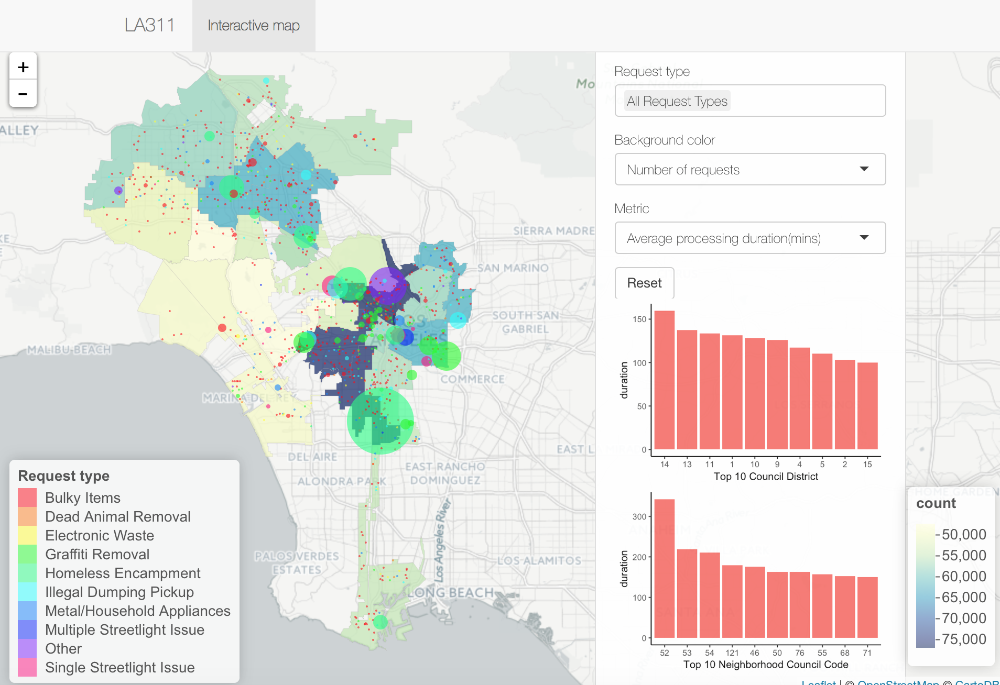 LA311
Interactive map
+
−
Request type
All Request Types
Background color
Number of requests
Metric
Average processing duration(mins)
Reset
150
100
50
0
duration
14 13 11 1 10 9 4 5 2 15
Top 10 Council District
300
200
100
0
duration
52 53 54 121 46 50 76 55 68 71
Top 10 Neighborhood Council Code
ALLEY
SIERRA MADRE
SAN MARINO
SOUTH SAN
GABRIEL
MALIBU BEACH
COMMERCE
MARINA DEL REY
DEL AIRE
EAST L
EAST RANCHO
DOMINGUEZ
ALONDRA PARK
Los Angeles River
PALOS VERDES
ESTATES
LOS ALAMITOS
LONG BEACH
HOME GARDEN
Request type
Bulky Items
Dead Animal Removal
Electronic Waste
Graffiti Removal
Homeless Encampment
Illegal Dumping Pickup
Metal/Household Appliances
Multiple Streetlight Issue
Other
Single Streetlight Issue
count
50,000
55,000
60,000
65,000
70,000
75,000
Leaflet | © OpenStreetMap © CartoDB